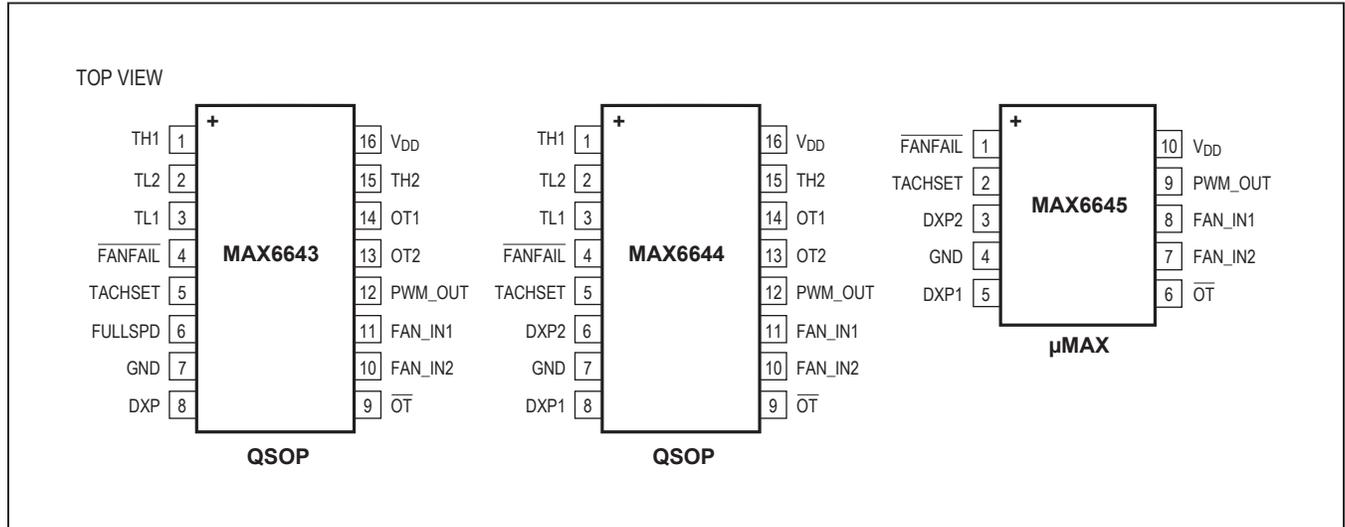 TOP VIEW
+
MAX6643
TH1 1
TL2 2
TL1 3
FANFAIL 4
TACHSET 5
FULLSPD 6
GND 7
DXP 8
16 VDD
15 TH2
14 OT1
13 OT2
12 PWM_OUT
11 FAN_IN1
10 FAN_IN2
9 OT
QSOP
+
MAX6644
TH1 1
TL2 2
TL1 3
FANFAIL 4
TACHSET 5
DXP2 6
GND 7
DXP1 8
16 VDD
15 TH2
14 OT1
13 OT2
12 PWM_OUT
11 FAN_IN1
10 FAN_IN2
9 OT
QSOP
+
MAX6645
FANFAIL 1
TACHSET 2
DXP2 3
GND 4
DXP1 5
10 VDD
9 PWM_OUT
8 FAN_IN1
7 FAN_IN2
6 OT
µMAX